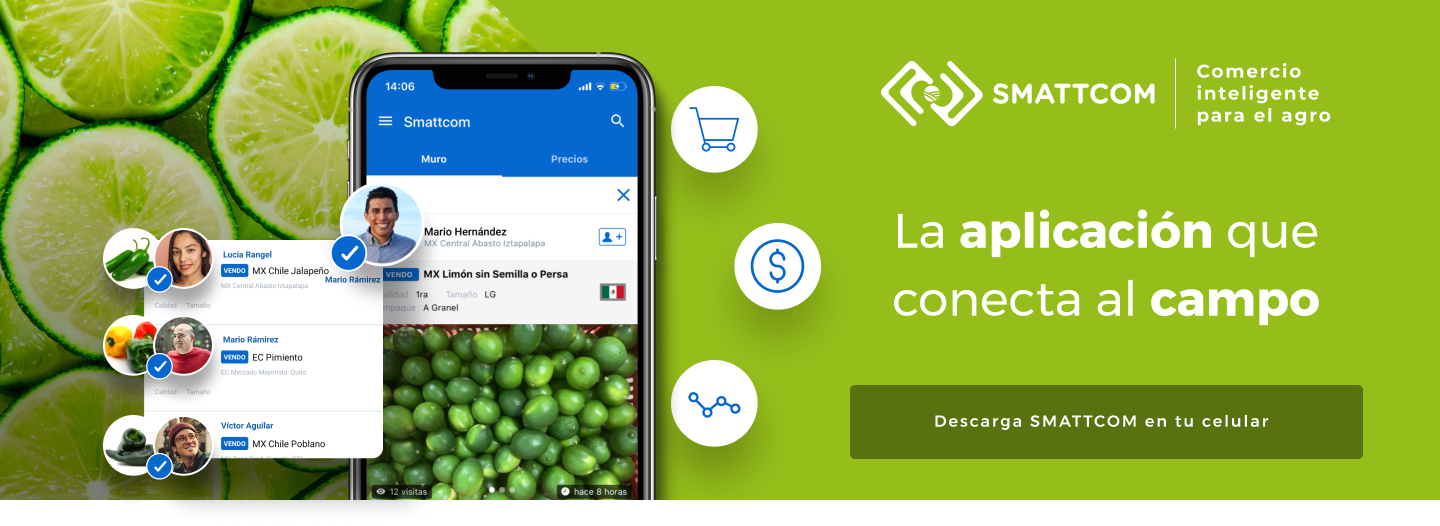 14:06
Smattcom
Muro
Precios
Mario Hernández
MX Central Abasto Iztapalapa
Mario Rámirez
VENDO MX Limón sin Semilla o Persa
1ra Tamaño LG
A Granel
12 visitas
hace 8 horas
Lucia Rangel
VENDO MX Chile Jalapeño
MX Central Abasto Iztapalapa
Calidad Tamaño
Mario Rámirez
VENDO EC Pimiento
EC Mercado Mayorista: Quito
Calidad Tamaño
Víctor Aguilar
VENDO MX Chile Poblano
SMATTCOM
Comercio
inteligente
para el agro
La aplicación que
conecta al campo
Descarga SMATTCOM en tu celular